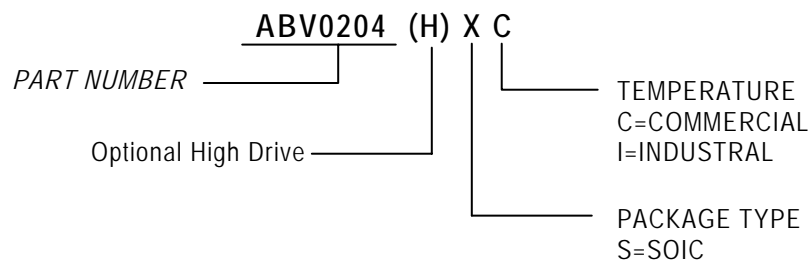 ABV0204 (H) X C
PART NUMBER
TEMPERATURE
C=COMMERCIAL
I=INDUSTRAL
Optional High Drive
PACKAGE TYPE
S=SOIC